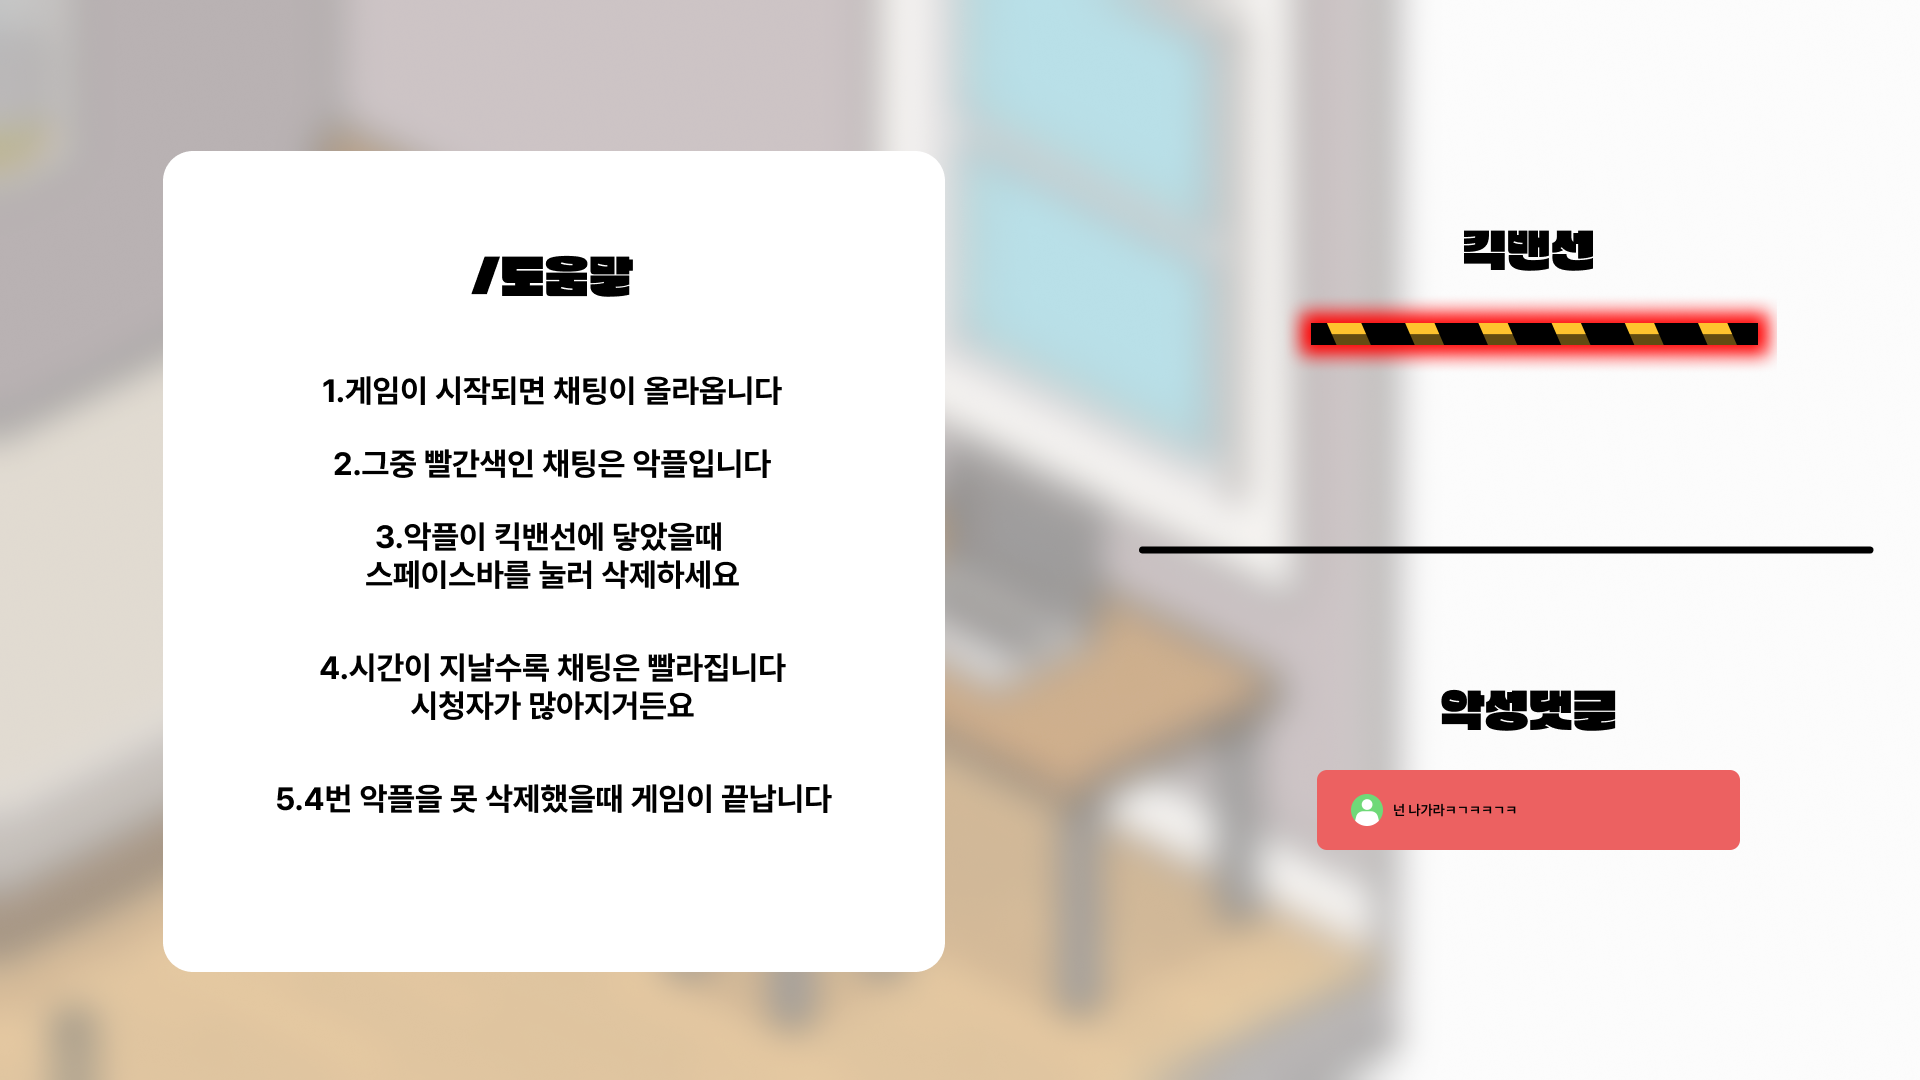 /도움말
1.게임이 시작되면 채팅이 올라옵니다
2.그중 빨간색인 채팅은 악플입니다
3.악플이 킥밴선에 닿았을때
스페이스바를 눌러 삭제하세요
4.시간이 지날수록 채팅은 빨라집니다
시청자가 많아지거든요
5.4번 악플을 못 삭제했을때 게임이 끝납니다
킥밴선
악성댓글
넌 나가라ㅋㄱㅋㅋㄱㅋ